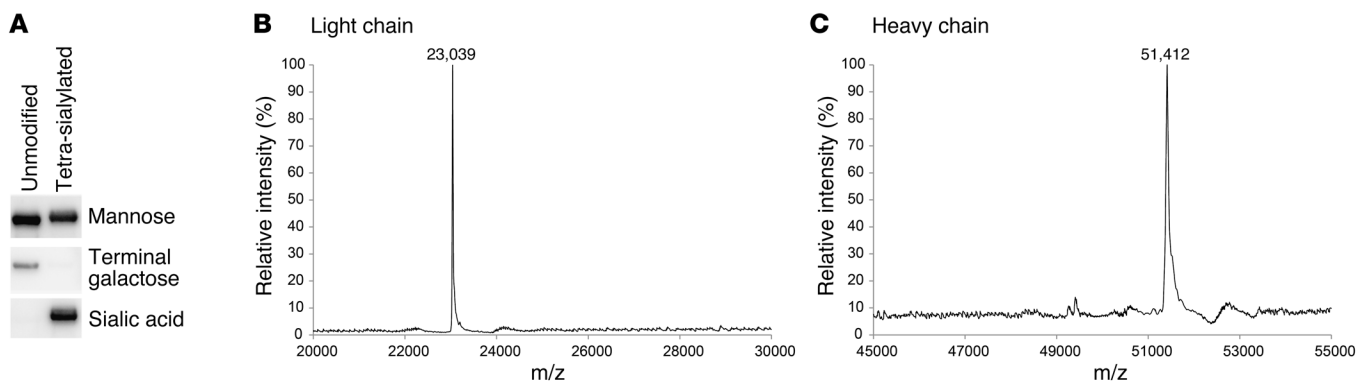 A
Unmodified
Tetra-sialylated
Mannose
Terminal
galactose
Sialic acid
B
Light chain
23,039
Relative intensity (%)
100
90
80
70
60
50
40
30
20
10
0
20000 22000 24000 26000 28000 30000
m/z
C
Heavy chain
51,412
Relative intensity (%)
100
90
80
70
60
50
40
30
20
10
0
45000 47000 49000 51000 53000 55000
m/z